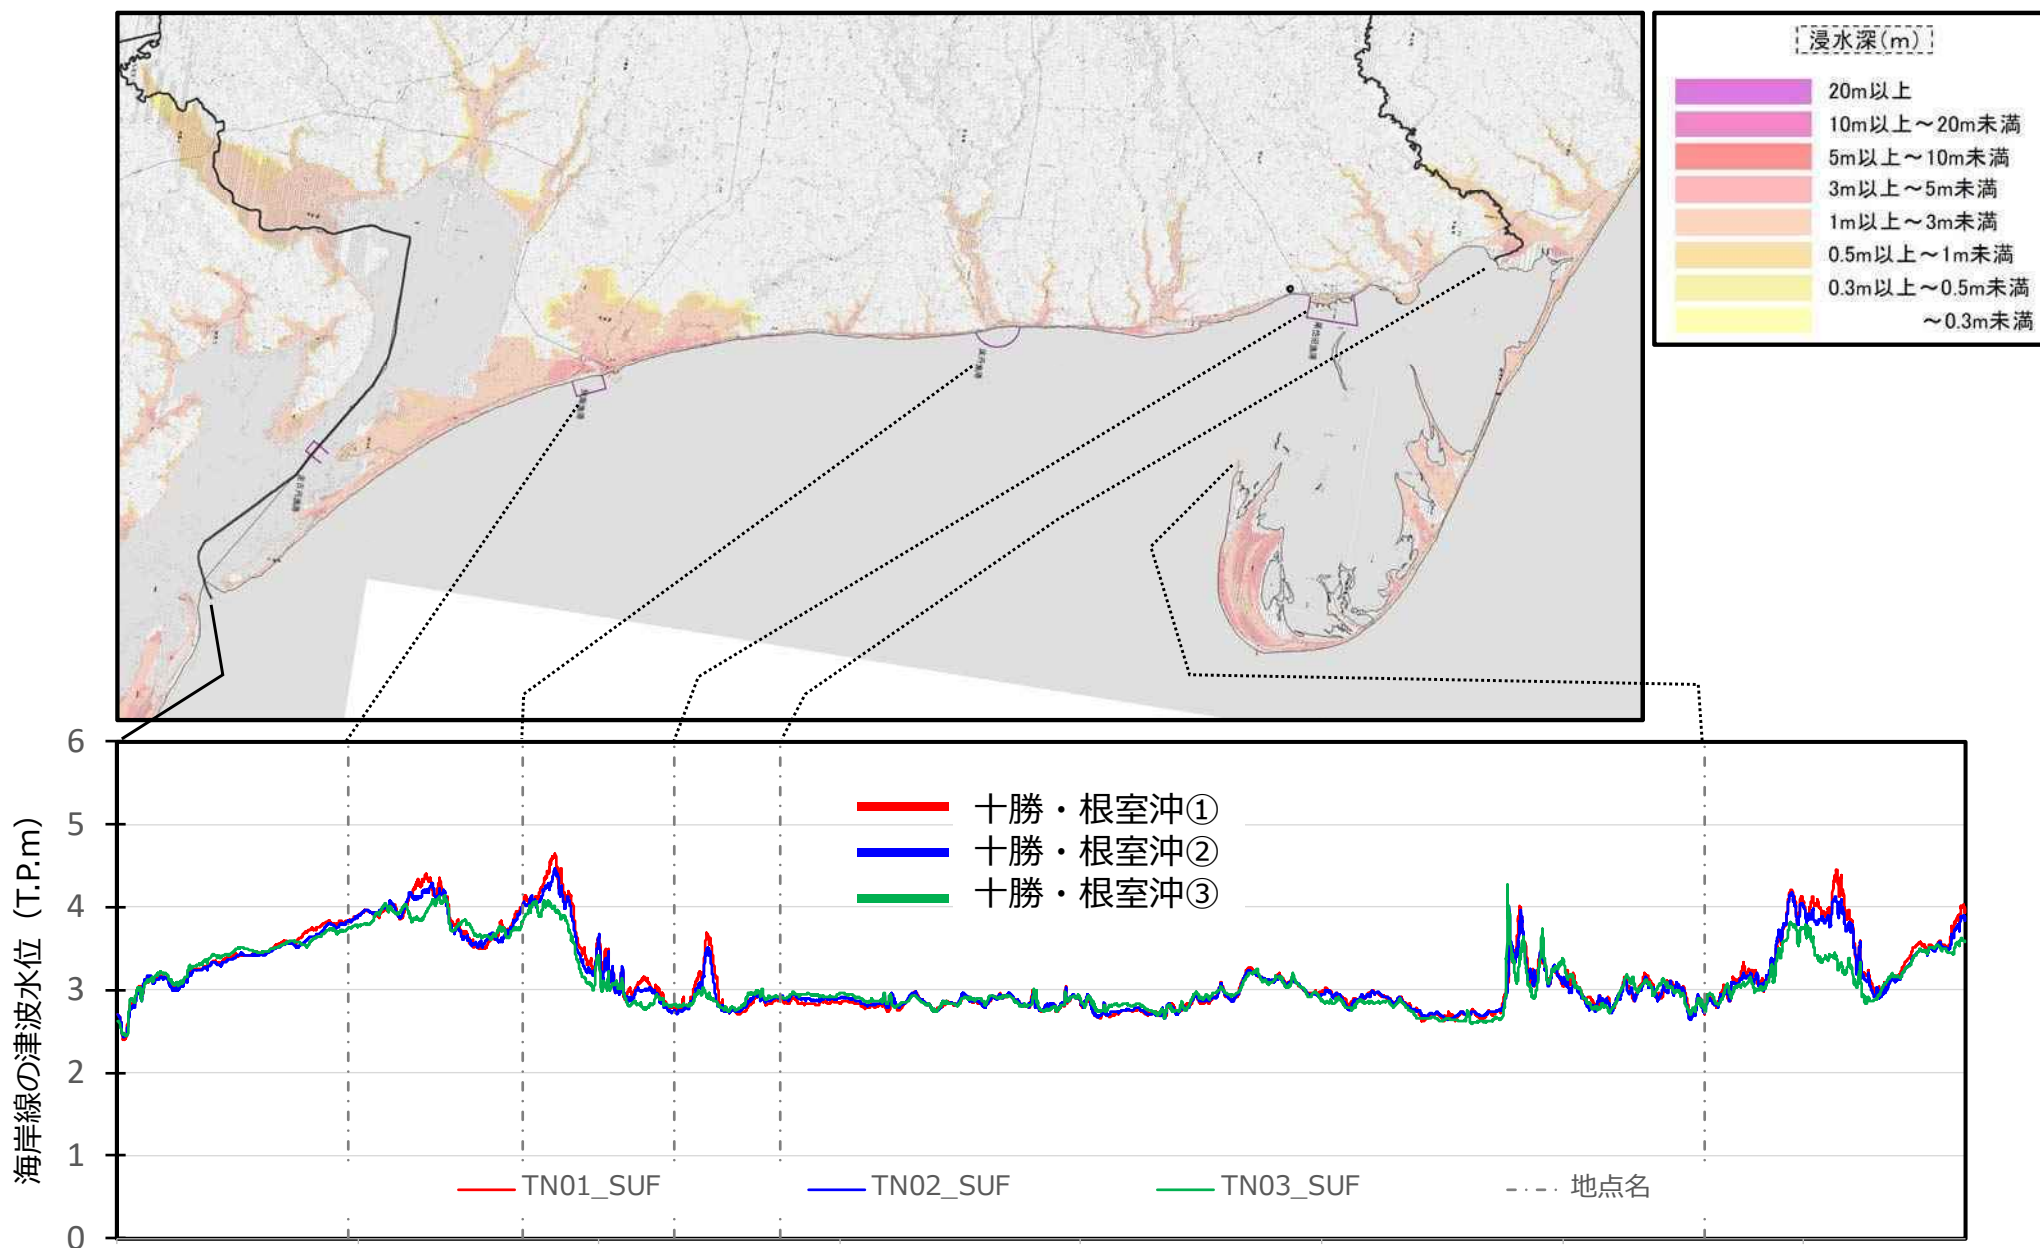 浸水深(m)
20m以上
10m以上～20m未満
5m以上～10m未満
3m以上～5m未満
1m以上～3m未満
0.5m以上～1m未満
0.3m以上～0.5m未満
～0.3m未満
海岸線の津波水位（T.P.m）
6
5
4
3
2
1
0
十勝・根室沖①
十勝・根室沖②
十勝・根室沖③
TN01_SUF
TN02_SUF
TN03_SUF
地点名